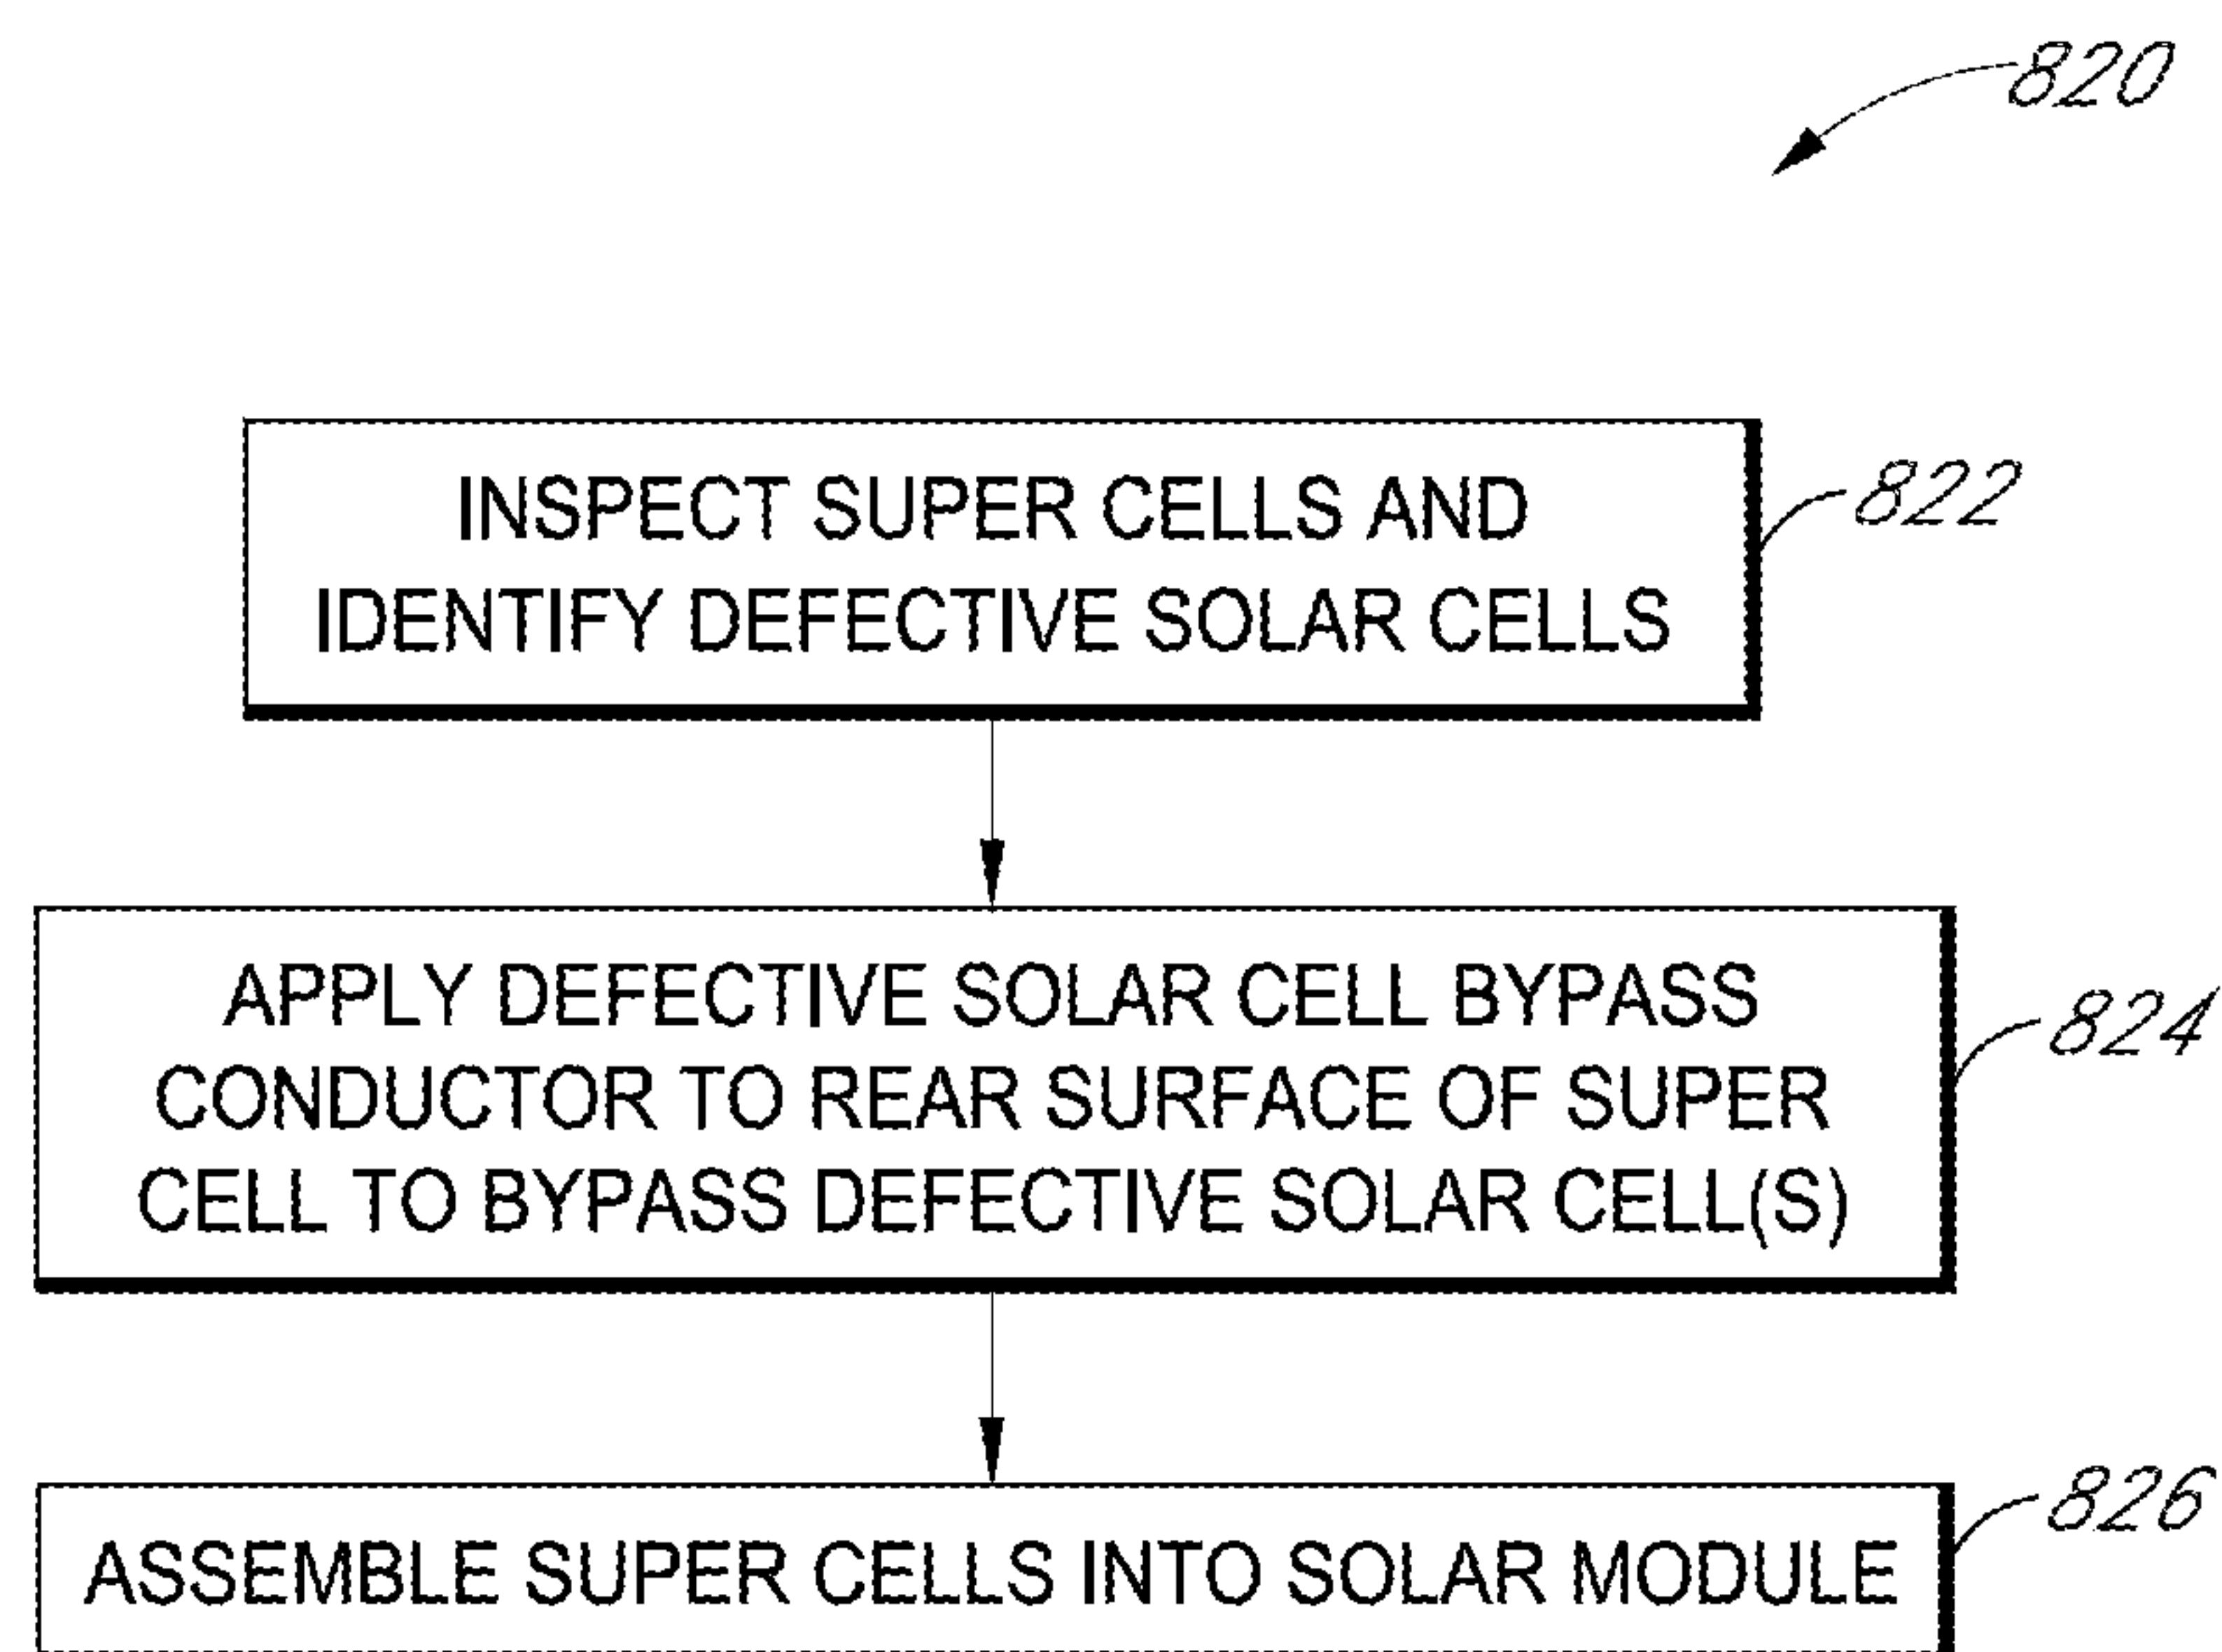 820
INSPECT SUPER CELLS AND
IDENTIFY DEFECTIVE SOLAR CELLS
822
APPLY DEFECTIVE SOLAR CELL BYPASS
CONDUCTOR TO REAR SURFACE OF SUPER
CELL TO BYPASS DEFECTIVE SOLAR CELL(S)
824
ASSEMBLE SUPER CELLS INTO SOLAR MODULE
826